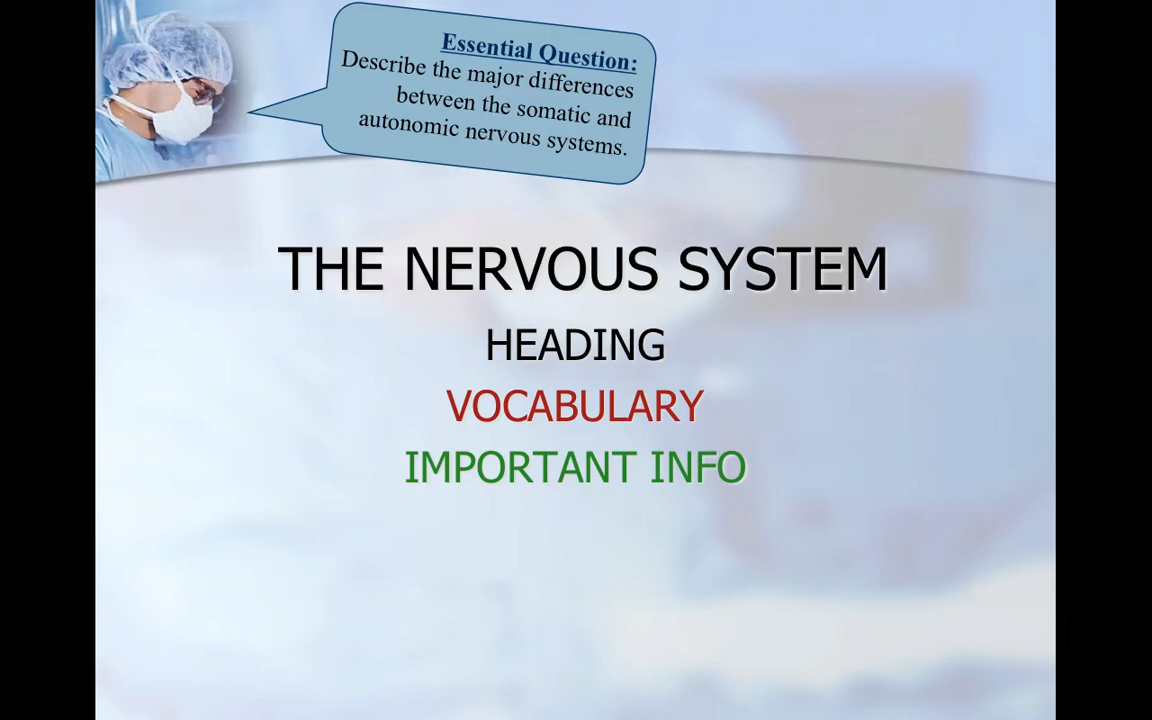 Essential Question:
Describe the major differences
between the somatic and
autonomic nervous systems.
THE NERVOUS SYSTEM
HEADING
VOCABULARY
IMPORTANT INFO